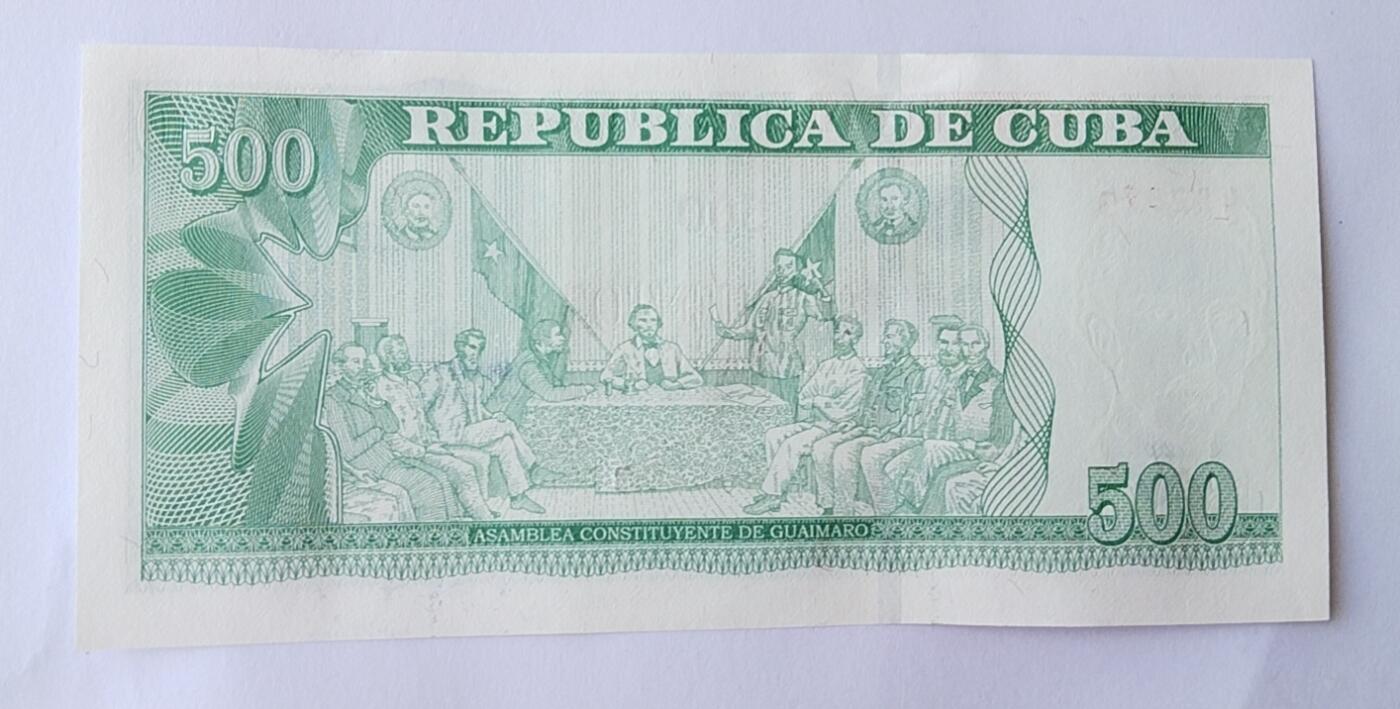 500
REPUBLICA DE CUBA
ASAMBLEA CONSTITUYENTE DE GUAIMARO
500